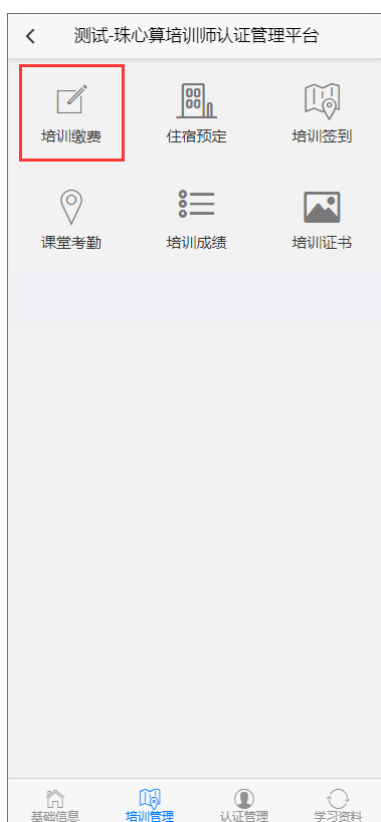 测试-珠心算培训师认证管理平台
培训缴费 住宿预定 培训签到
课堂考勤 培训成绩 培训证书
基础信息 培训管理 认证管理 学习资料